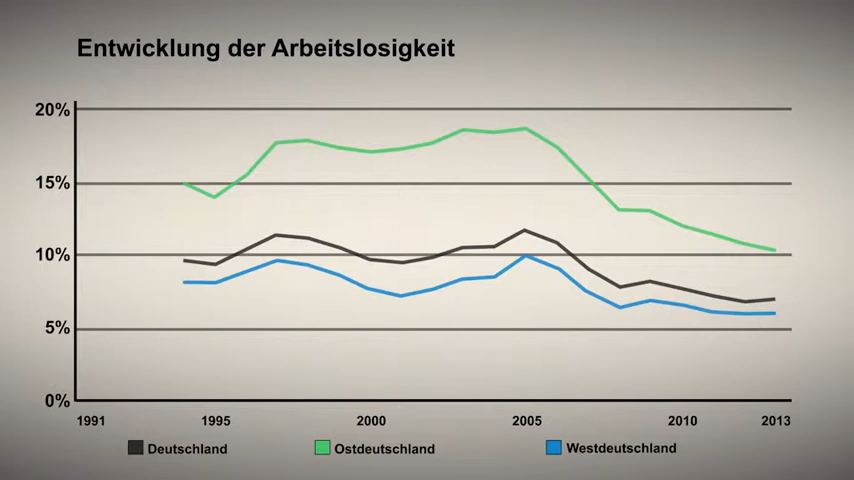 Entwicklung der Arbeitslosigkeit
20%
15%
10%
5%
0%
1991 1995 2000 2005 2010 2013
Deutschland Ostdeutschland Westdeutschland